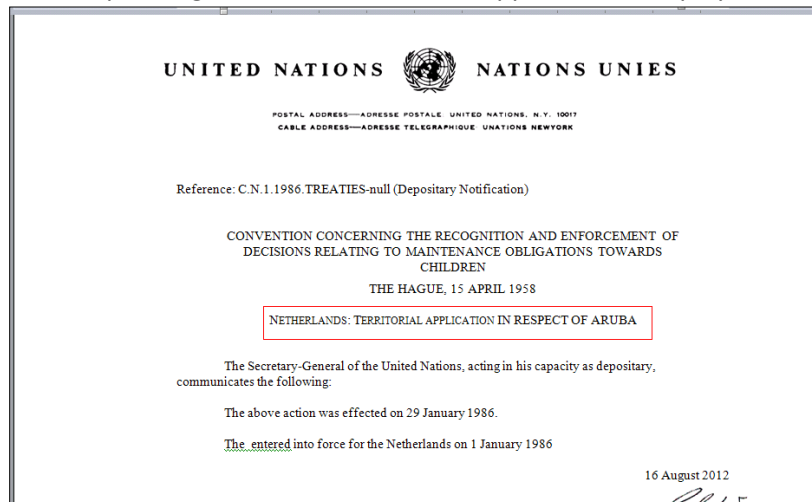 UNITED NATIONS NATIONS UNIES
POSTAL ADDRESS—ADRESSE POSTALE UNITED NATIONS, N.Y. 10017
CABLE ADDRESS—ADRESSE TELEGRAPHIQUE UNATIONS NEWYORK
Reference: C.N.1.1986.TREATIES-null (Depositary Notification)
CONVENTION CONCERNING THE RECOGNITION AND ENFORCEMENT OF
DECISIONS RELATING TO MAINTENANCE OBLIGATIONS TOWARDS
CHILDREN
THE HAGUE, 15 APRIL 1958
NETHERLANDS: TERRITORIAL APPLICATION IN RESPECT OF ARUBA
The Secretary-General of the United Nations, acting in his capacity as depositary,
communicates the following:
The above action was effected on 29 January 1986.
The entered into force for the Netherlands on 1 January 1986
16 August 2012